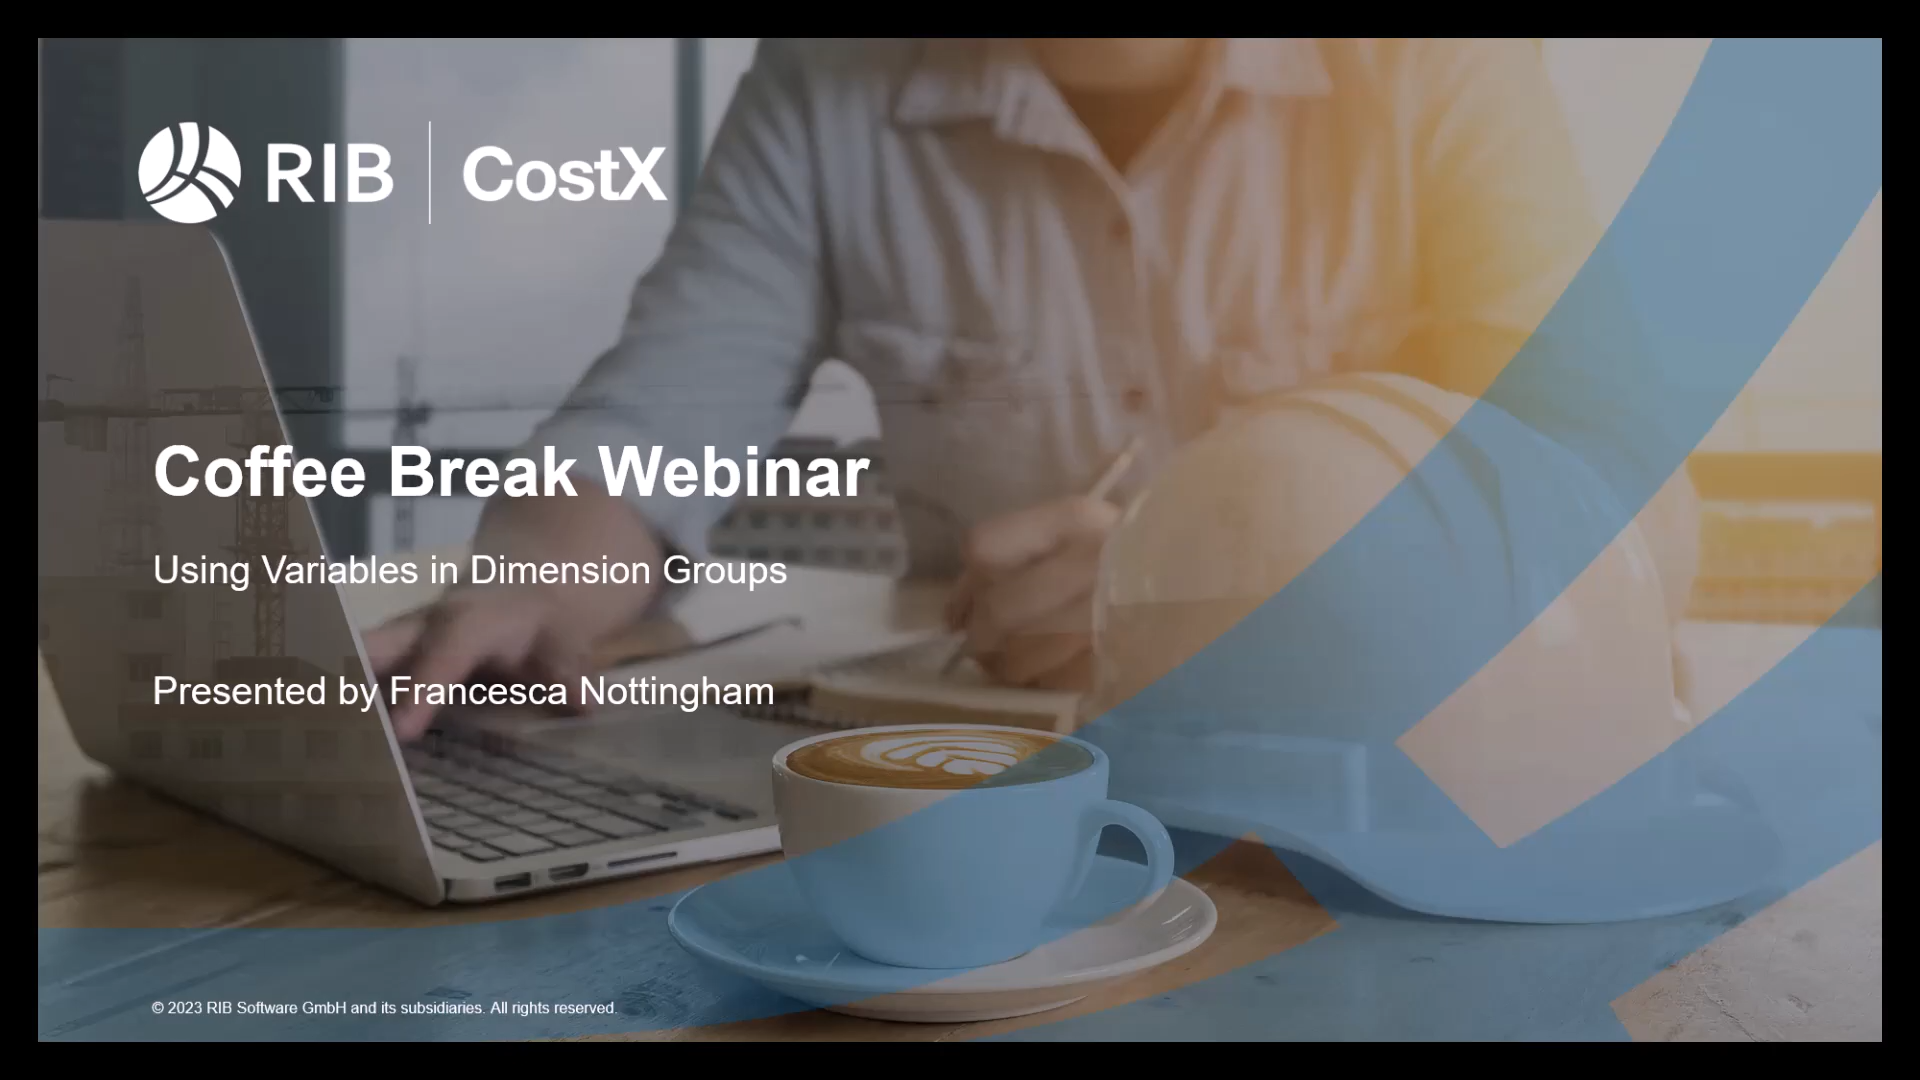 RIB | CostX
Coffee Break Webinar
Using Variables in Dimension Groups
Presented by Francesca Nottingham
© 2023 RIB Software GmbH and its subsidiaries. All rights reserved.